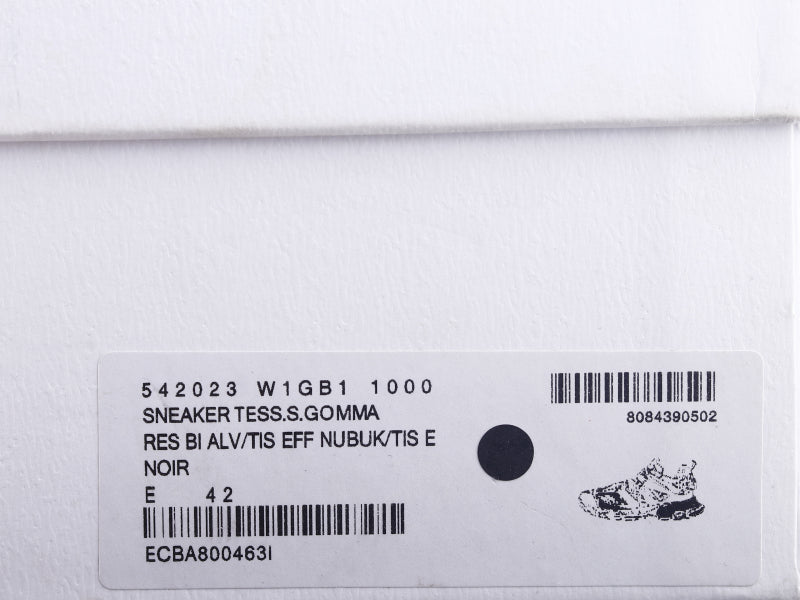 542023 W1GB1 1000
SNEAKER TESS.S.GOMMA
RES BI ALV/TIS EFF NUBUK/TIS E
NOIR
E 42
ECBA800463I
8084390502